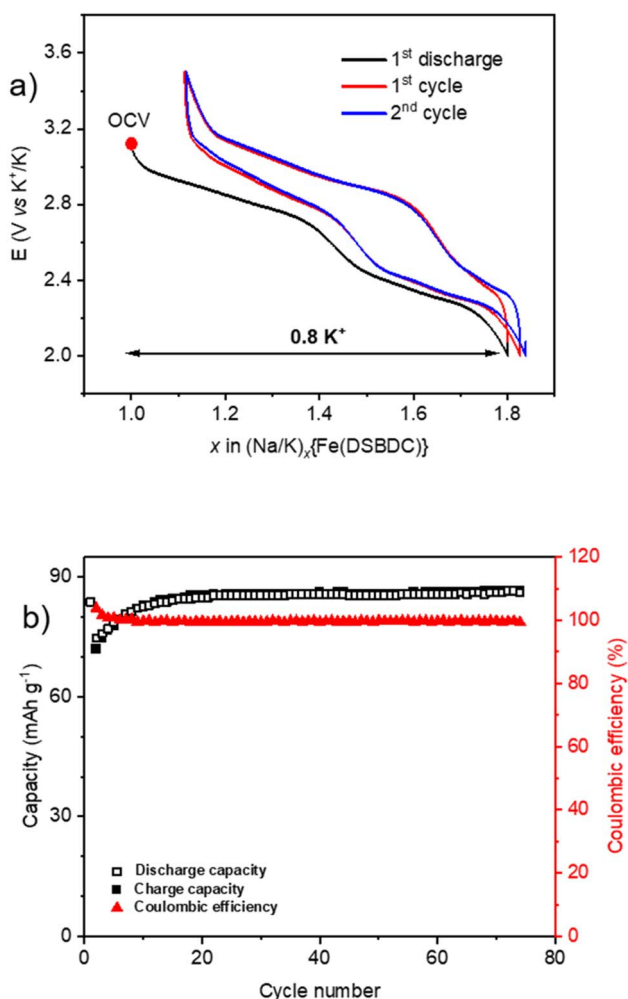 a)
3.6
3.2
2.8
2.4
2.0
E (V vs K⁺/K)
1ˢᵗ discharge
1ˢᵗ cycle
2ⁿᵈ cycle
OCV
0.8 K⁺
1.0 1.2 1.4 1.6 1.8
x in (Na/K)ₓ{Fe(DSBDC)}
b)
90
60
30
0
Capacity (mAh g⁻¹)
Discharge capacity
Charge capacity
Coulombic efficiency
120
100
80
60
40
20
0
Coulombic efficiency (%)
0 20 40 60 80
Cycle number